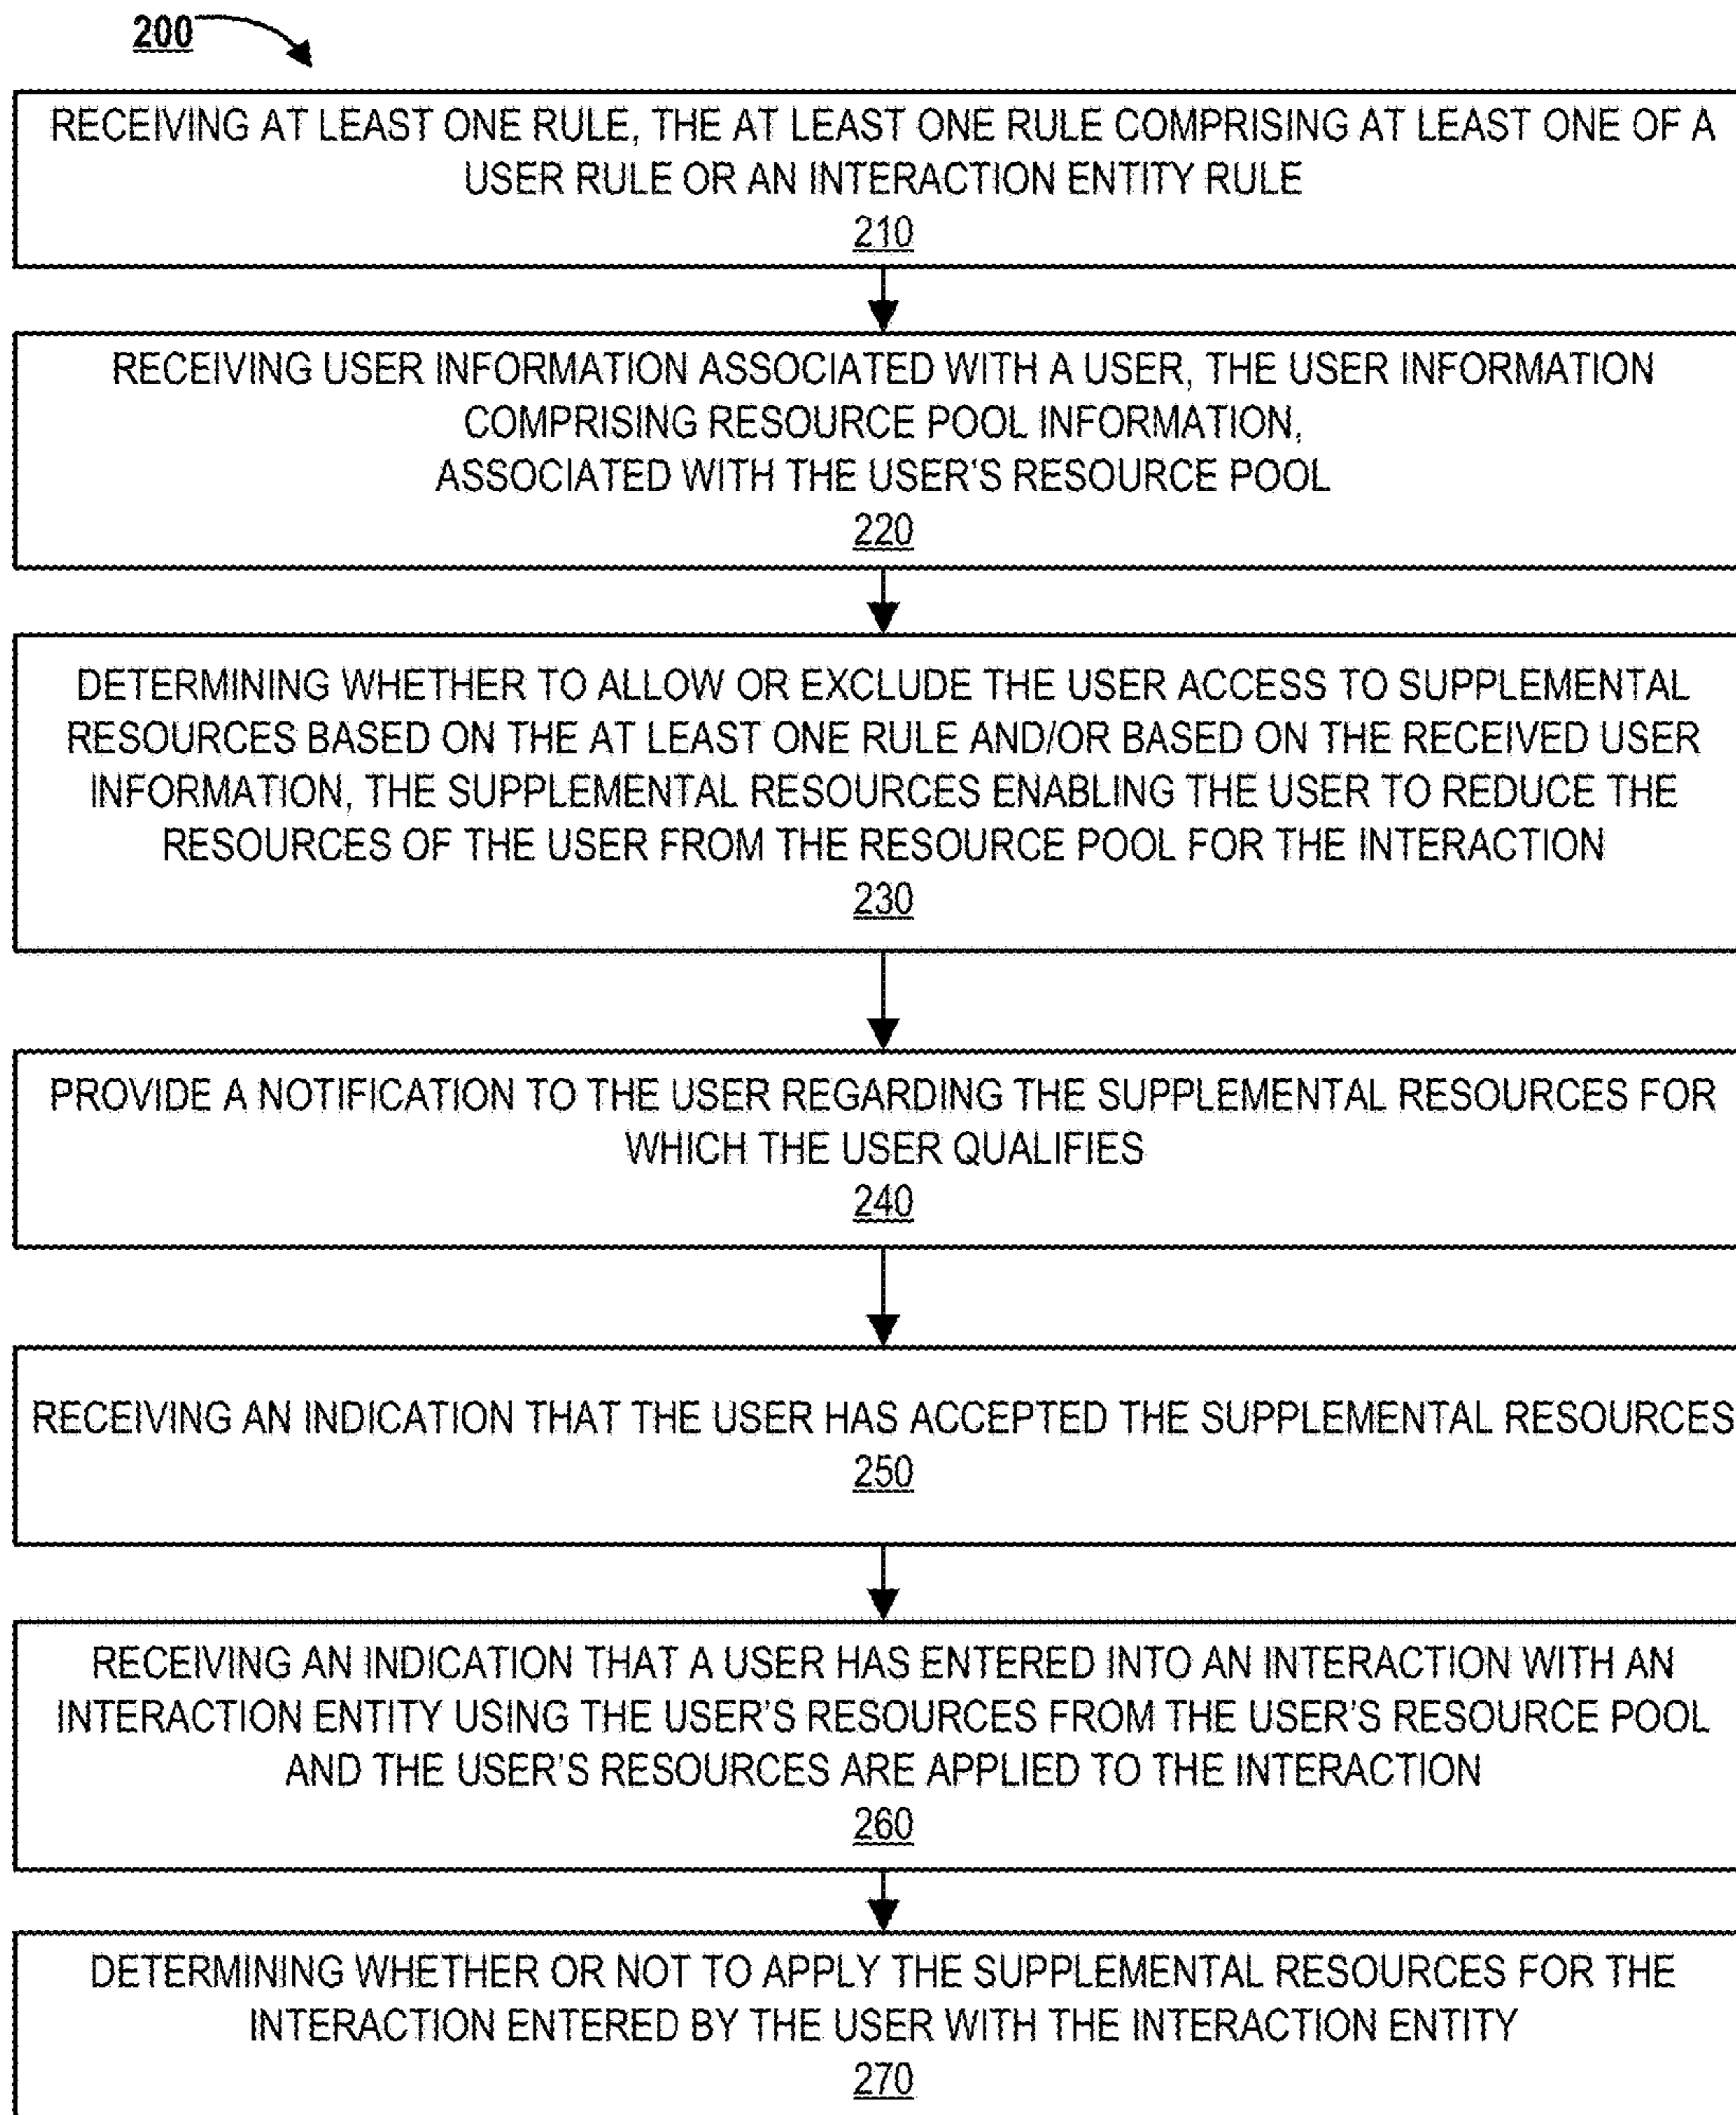 200
RECEIVING AT LEAST ONE RULE, THE AT LEAST ONE RULE COMPRISING AT LEAST ONE OF A
USER RULE OR AN INTERACTION ENTITY RULE
210
RECEIVING USER INFORMATION ASSOCIATED WITH A USER, THE USER INFORMATION
COMPRISING RESOURCE POOL INFORMATION,
ASSOCIATED WITH THE USER'S RESOURCE POOL
220
DETERMINING WHETHER TO ALLOW OR EXCLUDE THE USER ACCESS TO SUPPLEMENTAL
RESOURCES BASED ON THE AT LEAST ONE RULE AND/OR BASED ON THE RECEIVED USER
INFORMATION, THE SUPPLEMENTAL RESOURCES ENABLING THE USER TO REDUCE THE
RESOURCES OF THE USER FROM THE RESOURCE POOL FOR THE INTERACTION
230
PROVIDE A NOTIFICATION TO THE USER REGARDING THE SUPPLEMENTAL RESOURCES FOR
WHICH THE USER QUALIFIES
240
RECEIVING AN INDICATION THAT THE USER HAS ACCEPTED THE SUPPLEMENTAL RESOURCES
250
RECEIVING AN INDICATION THAT A USER HAS ENTERED INTO AN INTERACTION WITH AN
INTERACTION ENTITY USING THE USER'S RESOURCES FROM THE USER'S RESOURCE POOL
AND THE USER'S RESOURCES ARE APPLIED TO THE INTERACTION
260
DETERMINING WHETHER OR NOT TO APPLY THE SUPPLEMENTAL RESOURCES FOR THE
INTERACTION ENTERED BY THE USER WITH THE INTERACTION ENTITY
270